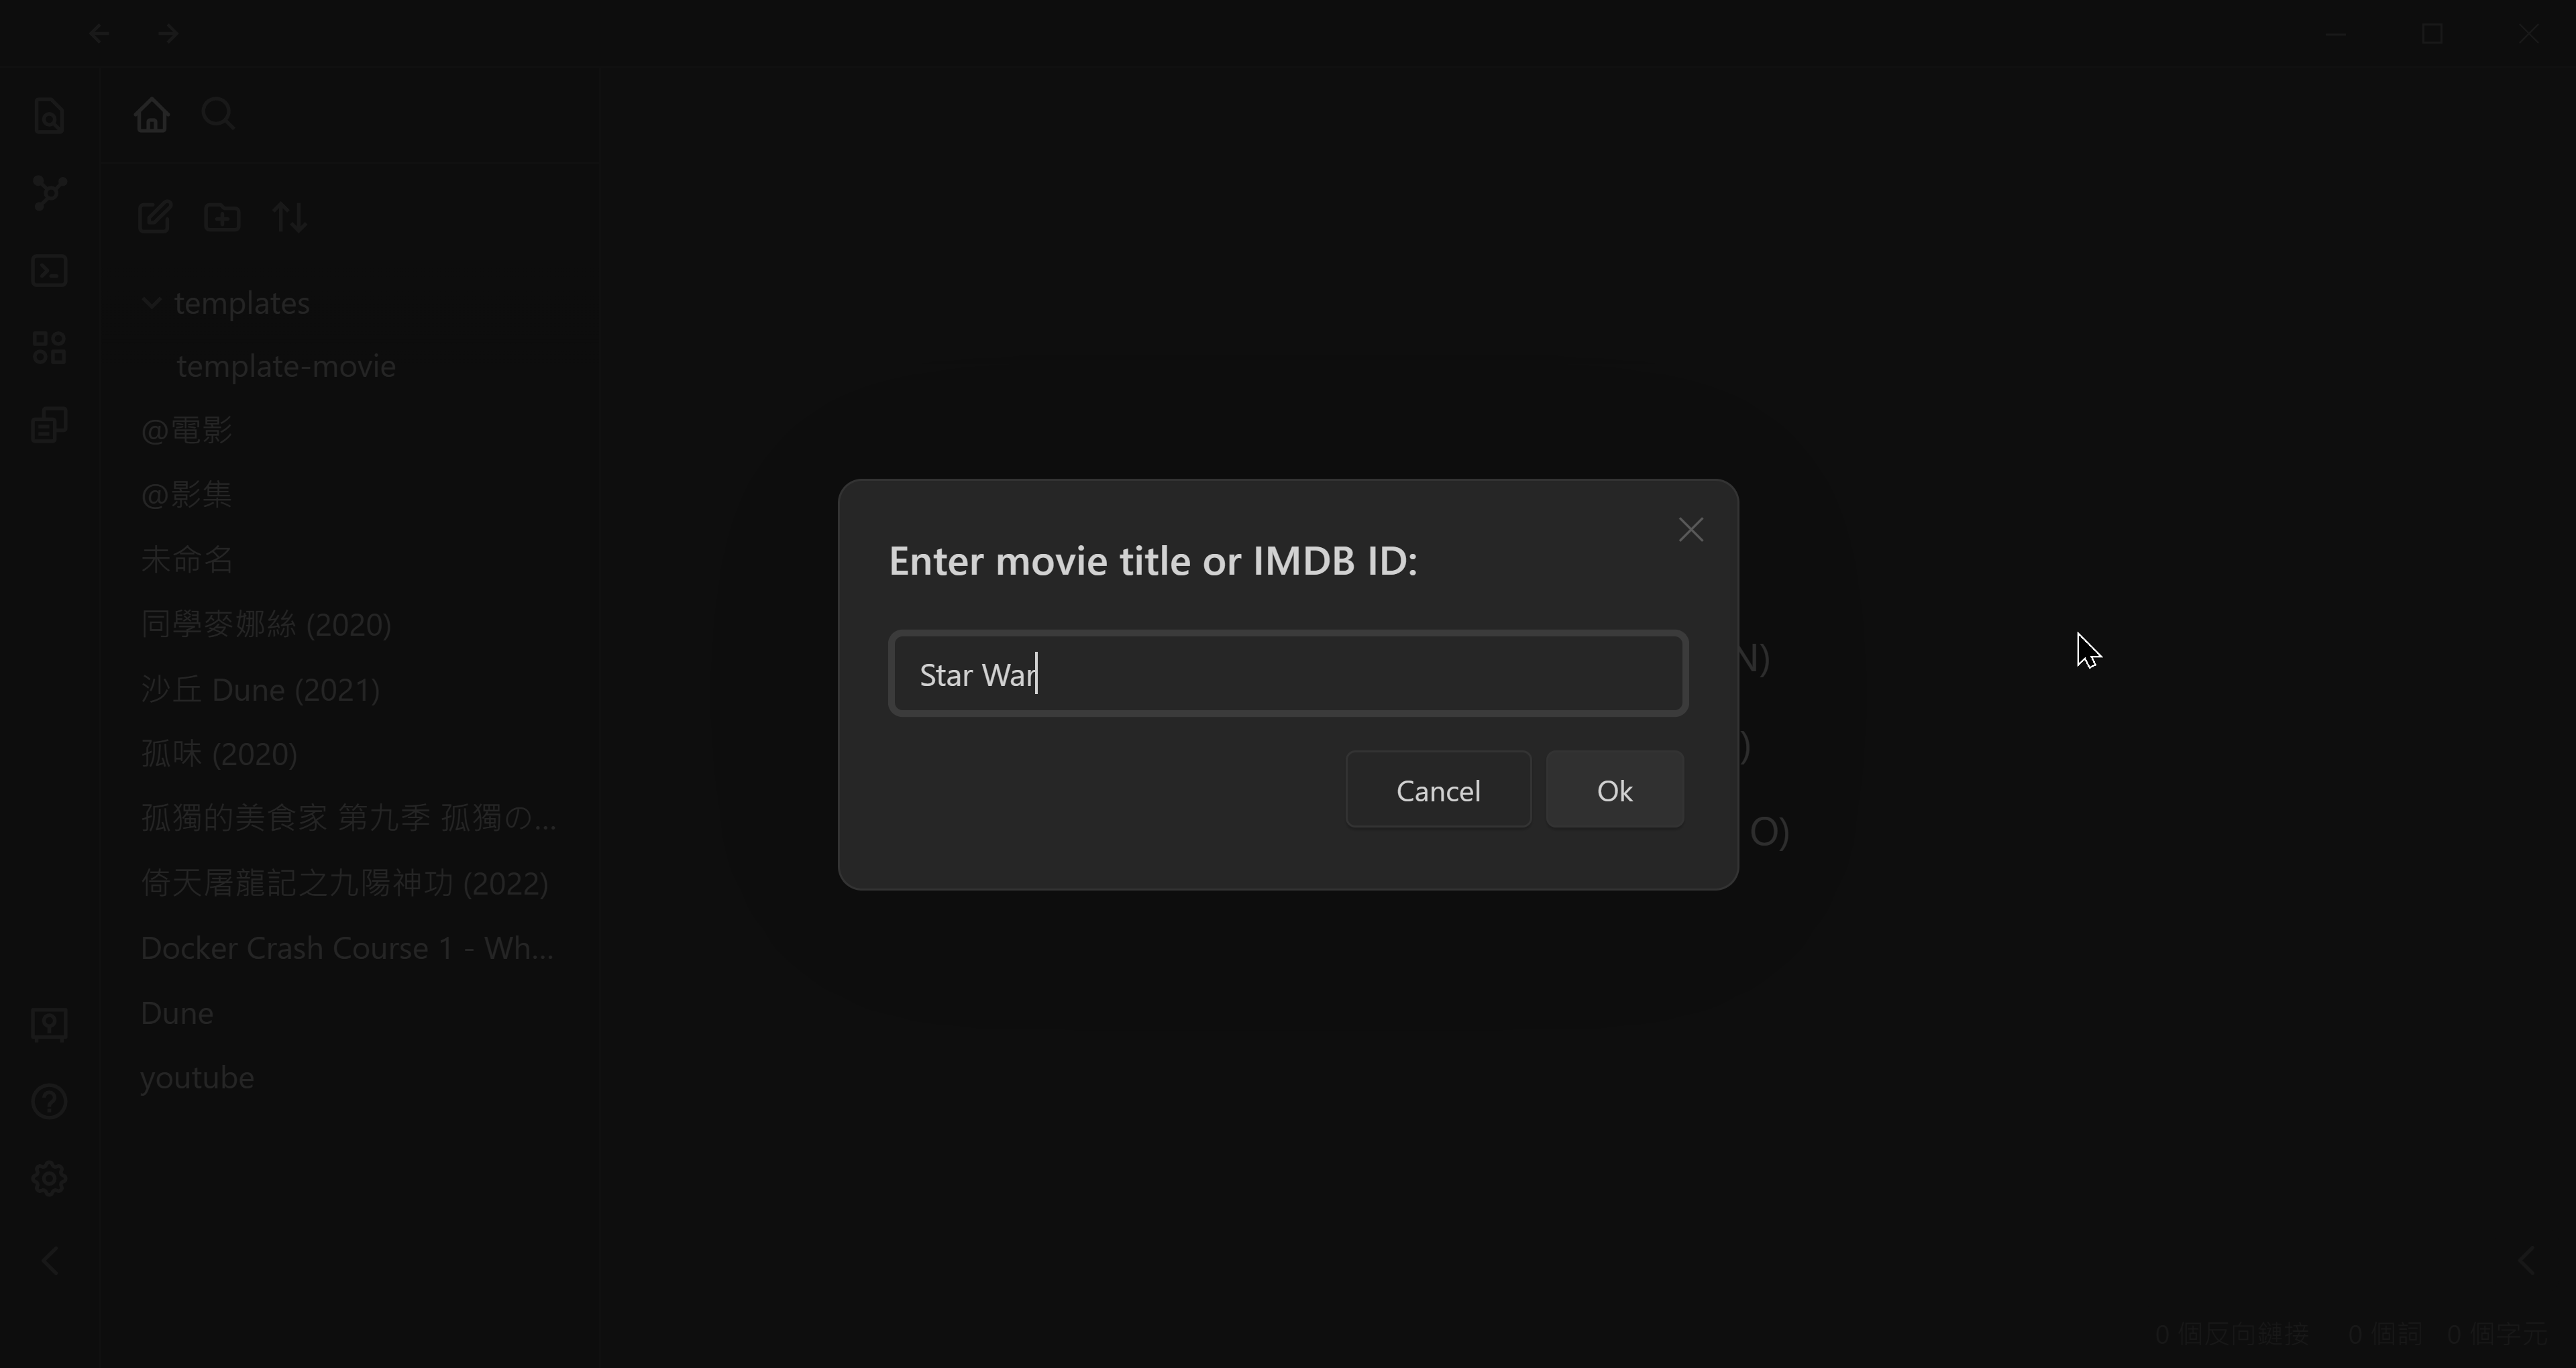 templates
template-movie
@電影
@影集
未命名
同學麥娜絲 (2020)
沙丘 Dune (2021)
孤味 (2020)
孤獨的美食家 第九季 孤獨の...
倚天屠龍記之九陽神功 (2022)
Docker Crash Course 1 - Wh...
Dune
youtube
Enter movie title or IMDB ID:
Star War
Cancel
Ok
N)
)
O)
0 個反向鏈接 0 個詞 0 個字元